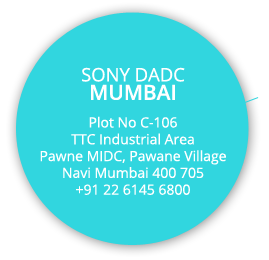 SONY DADC
MUMBAI
Plot No C-106
TTC Industrial Area
Pawne MIDC, Pawane Village
Navi Mumbai 400 705
+91 22 6145 6800